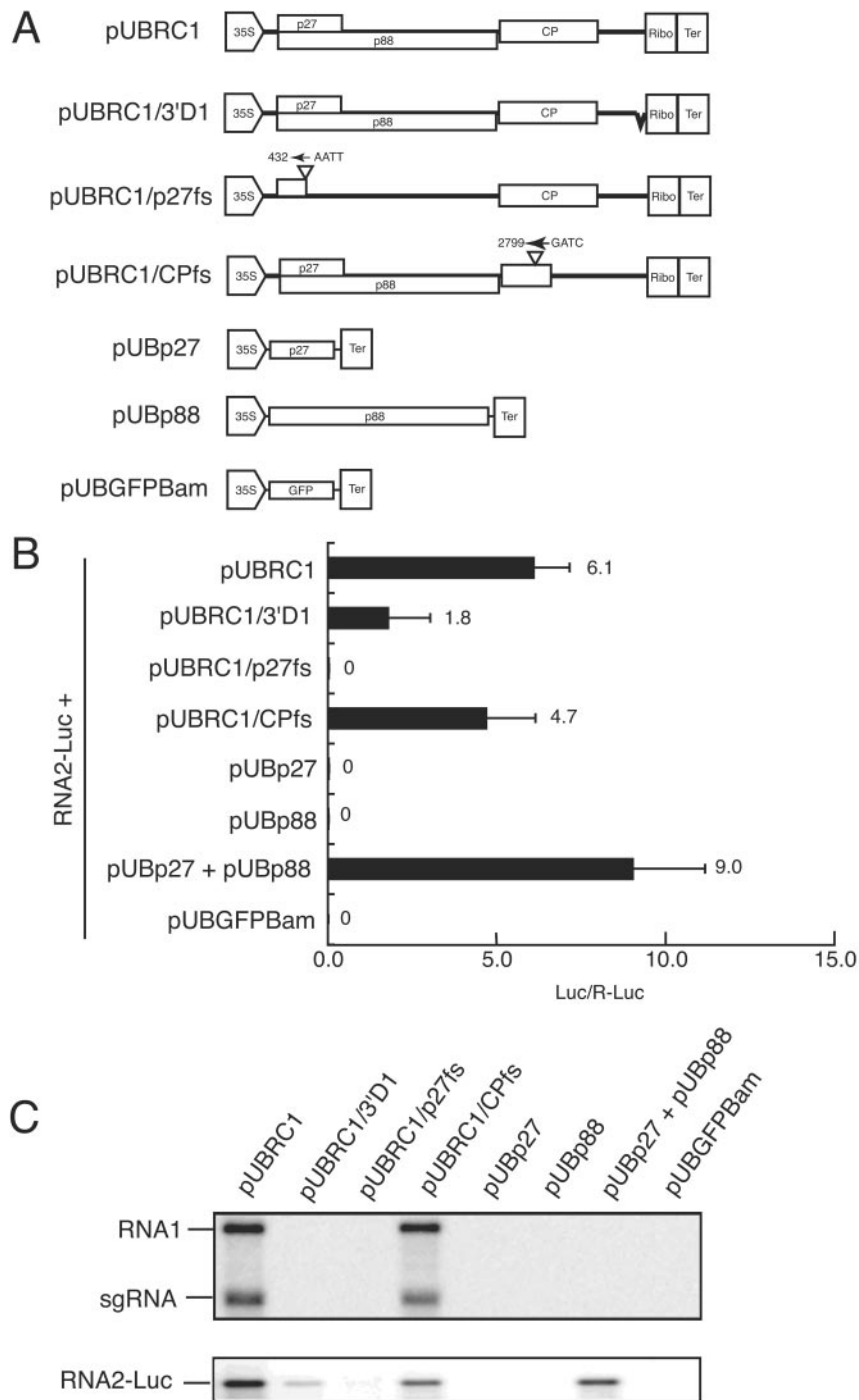 A
pUBRC1
35S
p27
p88
CP
Ribo
Ter
pUBRC1/3'D1
35S
p27
p88
CP
Ribo
Ter
432
AATT
pUBRC1/p27fs
35S
CP
Ribo
Ter
2799
GATC
pUBRC1/CPfs
35S
p27
p88
Ribo
Ter
pUBp27
35S
p27
Ter
pUBp88
35S
p88
Ter
pUBGFPBam
35S
GFP
Ter
B
RNA2-Luc +
pUBRC1
6.1
pUBRC1/3'D1
1.8
pUBRC1/p27fs
0
pUBRC1/CPfs
4.7
pUBp27
0
pUBp88
0
pUBp27 + pUBp88
9.0
pUBGFPBam
0
0.0
5.0
10.0
15.0
Luc/R-Luc
C
pUBRC1
pUBRC1/3'D1
pUBRC1/p27fs
pUBRC1/CPfs
pUBp27
pUBp88
pUBp27 + pUBp88
pUBGFPBam
RNA1
sgRNA
RNA2-Luc